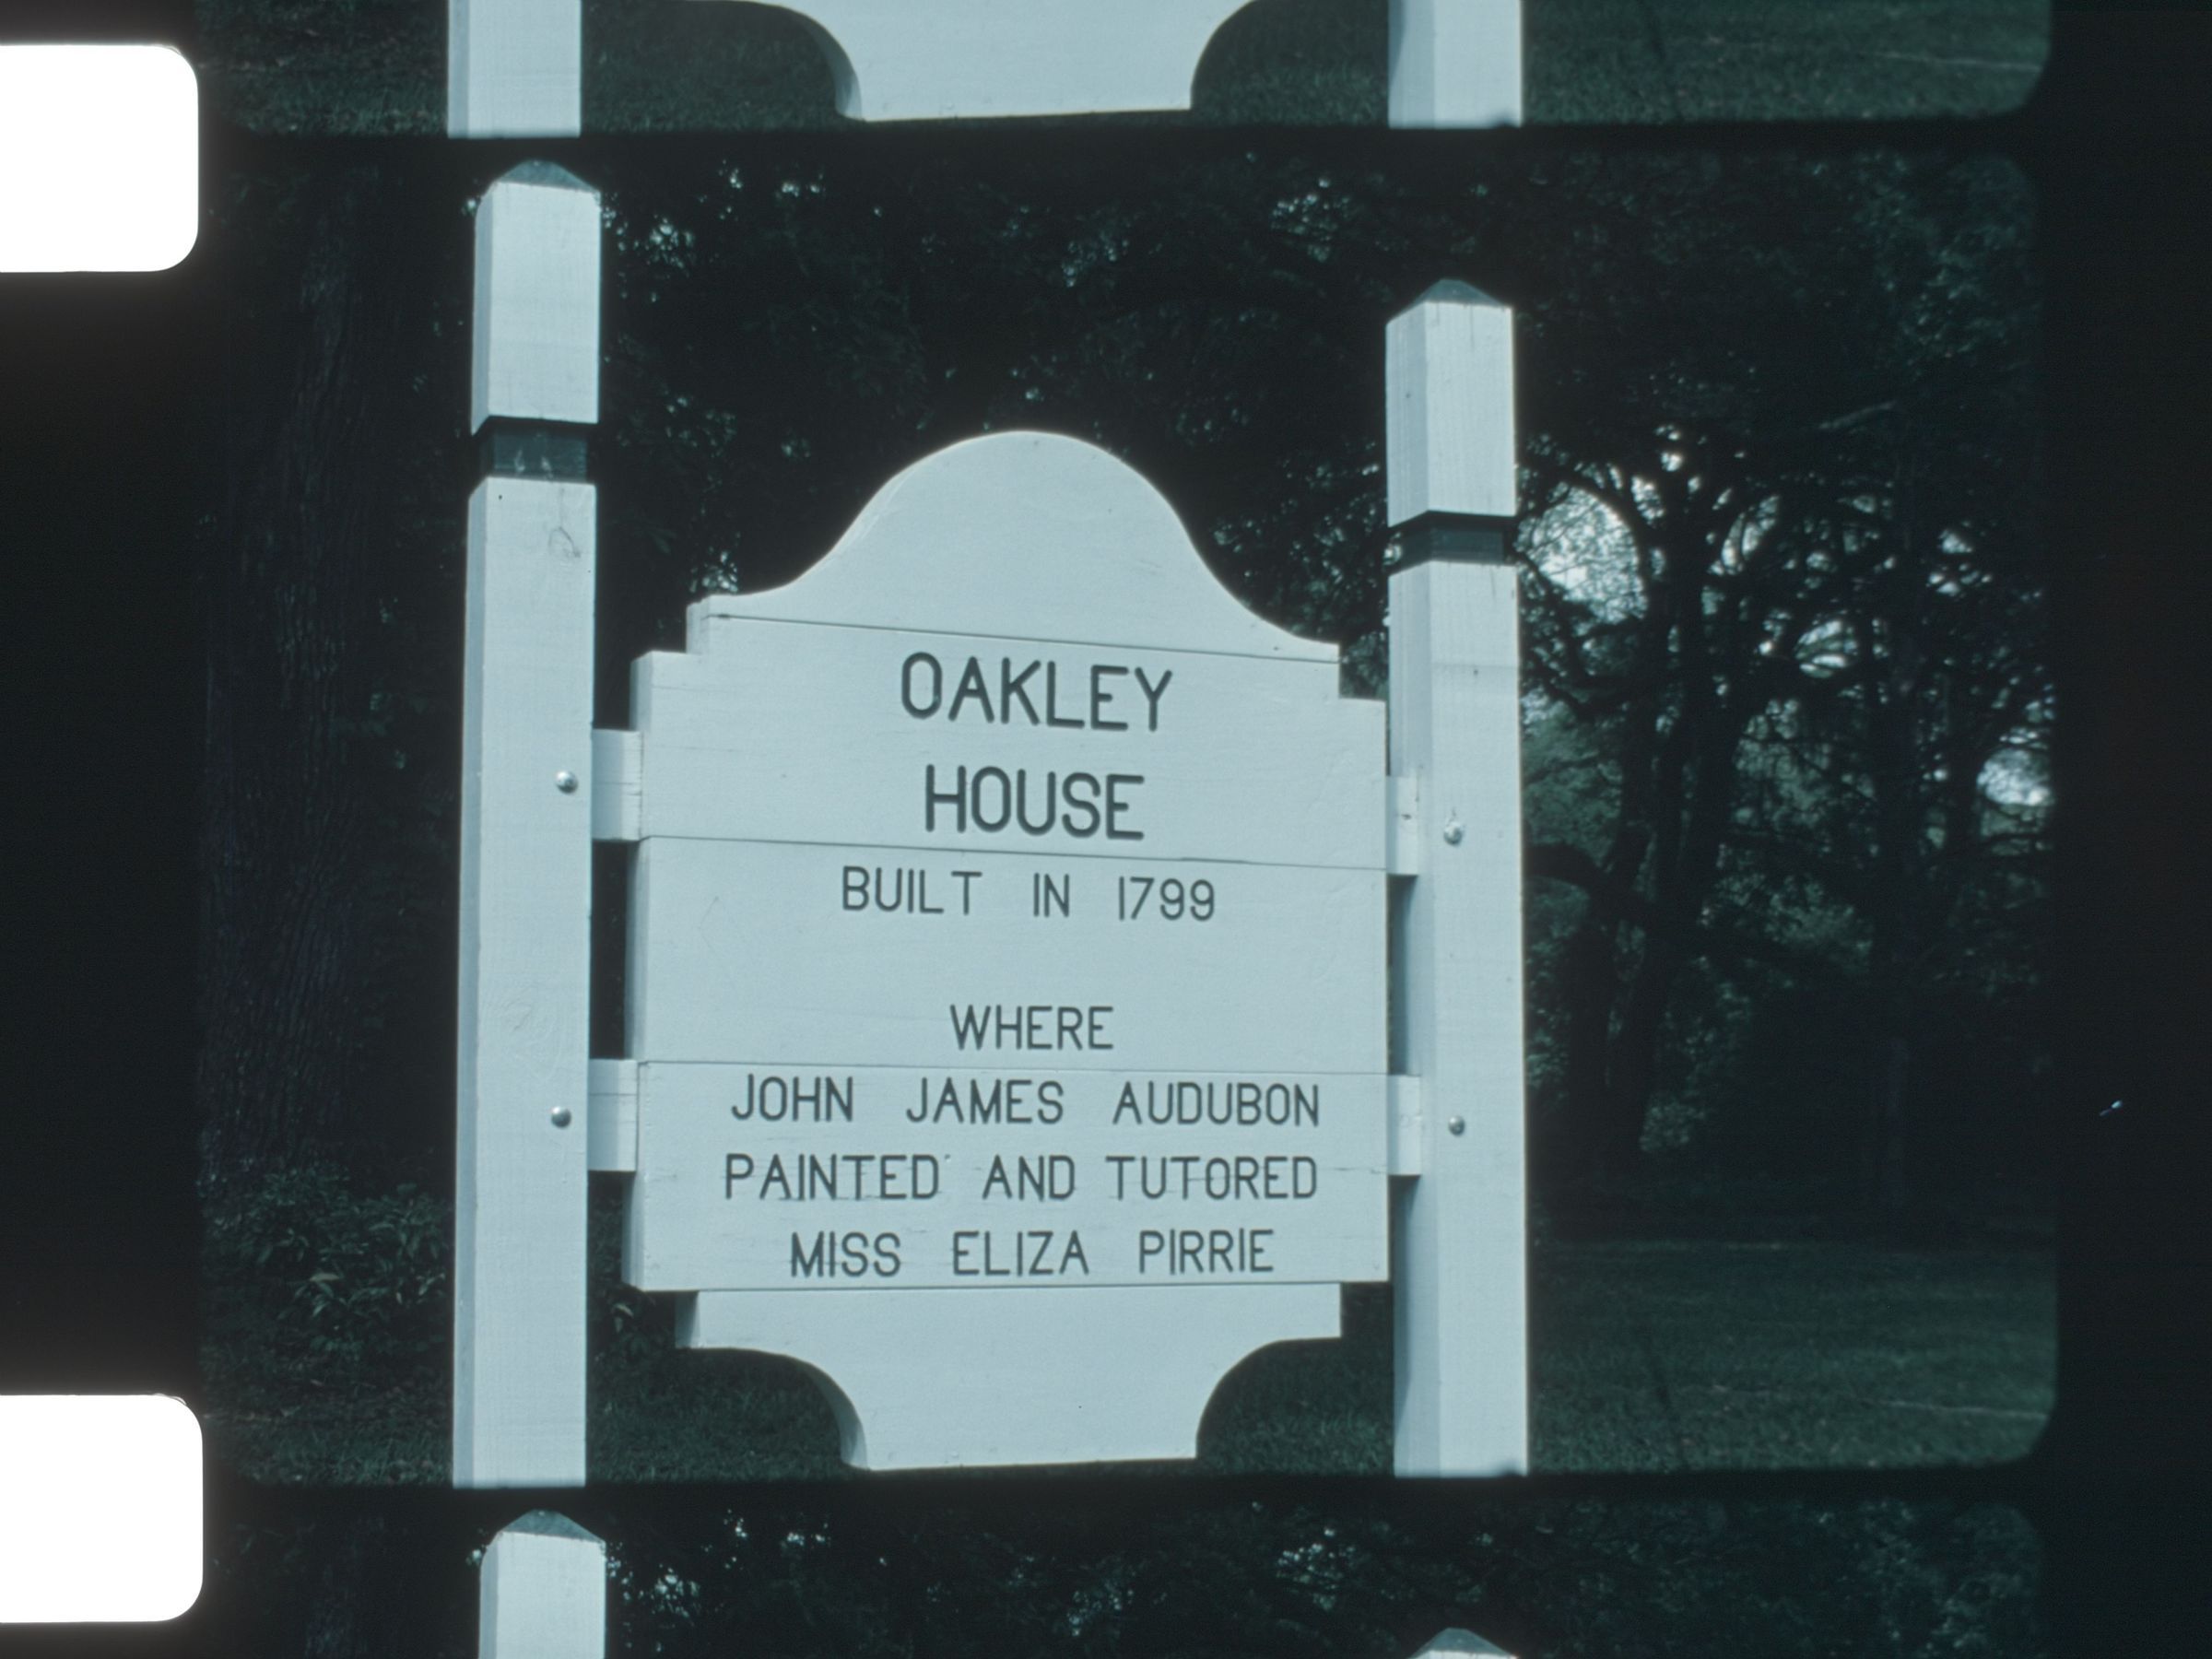 OAKLEY
HOUSE
BUILT IN 1799
WHERE
JOHN JAMES AUDUBON
PAINTED AND TUTORED
MISS ELIZA PIRRIE